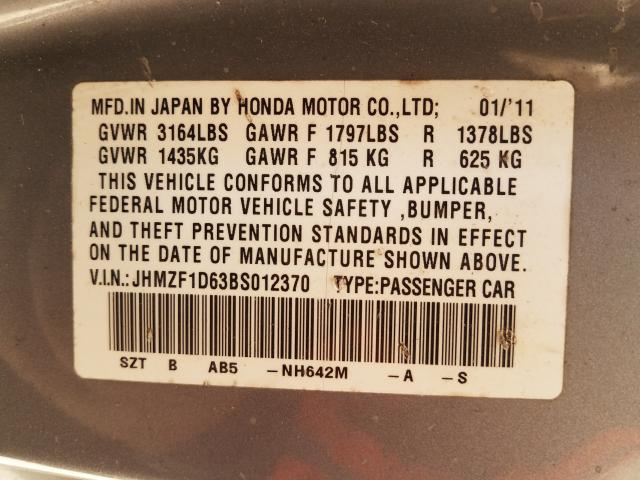 MFD.IN JAPAN BY HONDA MOTOR CO.,LTD; 01/'11
GVWR 3164LBS GAWR F 1797LBS R 1378LBS
GVWR 1435KG GAWR F 815 KG R 625 KG
THIS VEHICLE CONFORMS TO ALL APPLICABLE
FEDERAL MOTOR VEHICLE SAFETY ,BUMPER,
AND THEFT PREVENTION STANDARDS IN EFFECT
ON THE DATE OF MANUFACTURE SHOWN ABOVE.
V.I.N.:JHMZF1D63BS012370 TYPE:PASSENGER CAR
SZT B AB5 -NH642M -A -S